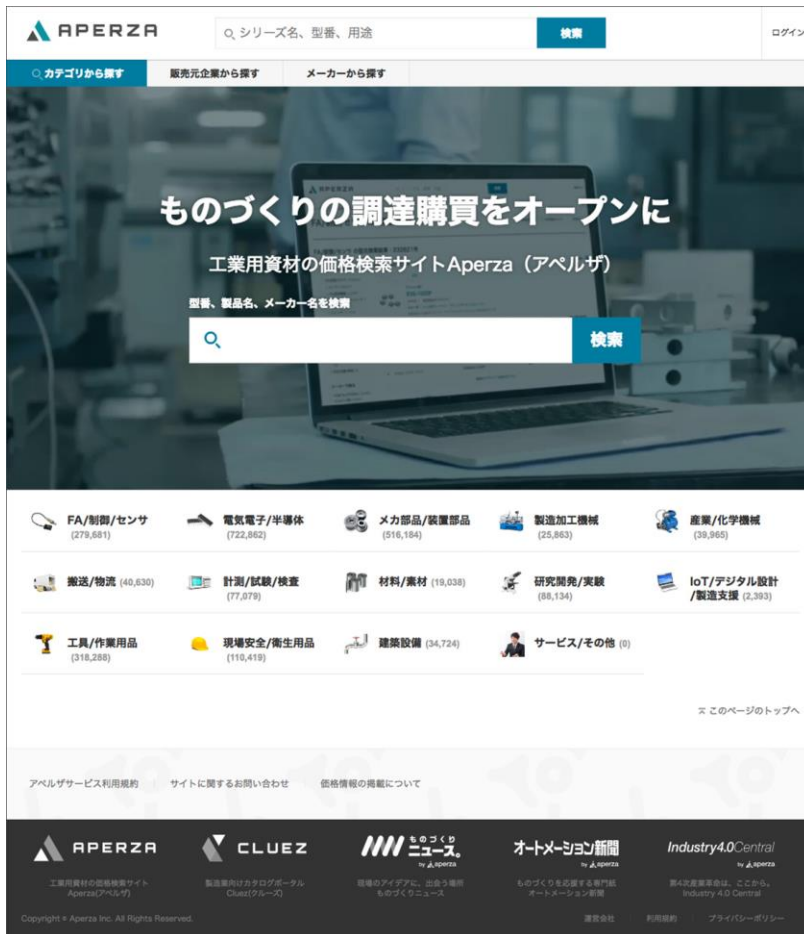 APERZA
シリーズ名、型番、用途
検索
ログイン
カテゴリから探す
販売元企業から探す
メーカーから探す
ものづくりの調達購買をオープンに
工業用資材の価格検索サイトAperza（アペルザ）
型番、製品名、メーカー名を検索
検索
FA/制御/センサ
(279,681)
電気電子/半導体
(722,862)
メカ部品/装置部品
(516,184)
製造加工機械
(25,863)
産業/化学機械
(39,965)
搬送/物流 (40,630)
計測/試験/検査
(77,079)
材料/素材 (19,038)
研究開発/実験
(88,134)
IoT/デジタル設計
/製造支援 (2,393)
工具/作業用品
(318,288)
現場安全/衛生用品
(110,419)
建築設備 (34,724)
サービス/その他 (0)
このページのトップへ
アペルザサービス利用規約
サイトに関するお問い合わせ
価格情報の掲載について
APERZA
工業用資材の価格検索サイト
Aperza(アペルザ)
CLUEZ
製造業向けカタログポータル
Cluez(クルーズ)
ものづくり
ニュース。
by aperza
現場のアイデアに、出会う場所
ものづくりニュース
オートメーション新聞
by aperza
ものづくりを応援する専門紙
オートメーション新聞
Industry4.0Central
by aperza
第4次産業革命は、ここから。
Industry 4.0 Central
Copyright © Aperza Inc. All Rights Reserved.
運営会社
利用規約
プライバシーポリシー